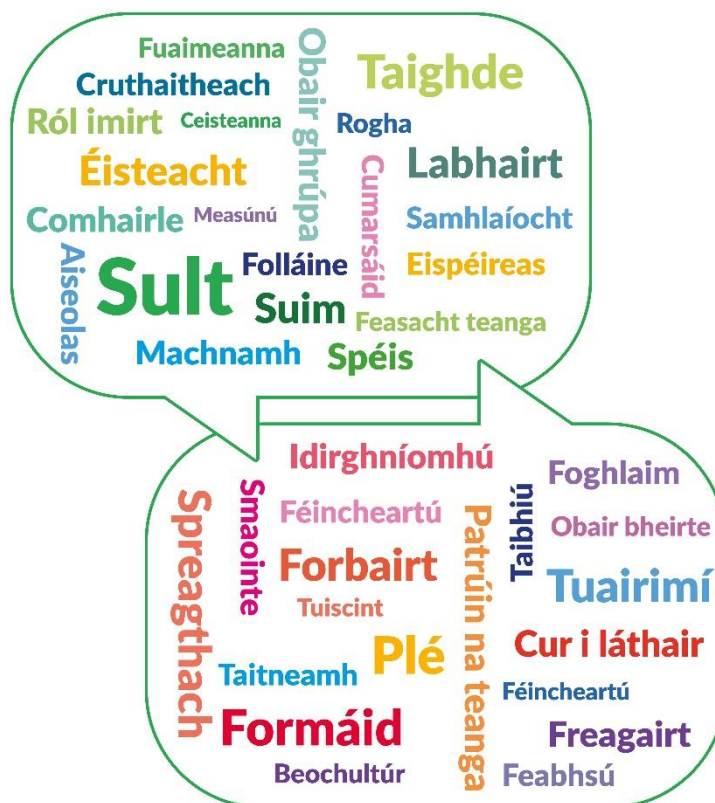 Fuaimeanna
Obair ghrúpa
Taighde
Cruthaitheach
Ról imirt
Ceisteanna
Rogha
Éisteacht
Cumarsáid
Labhairt
Comhairle
Measúnú
Samhlaíocht
Aiseolas
Sult
Folláine
Eispéireas
Suim
Feasacht teanga
Machnamh
Spéis
Idirghníomhú
Foghlaim
Spreagthach
Smaointe
Féincheartú
Patrúin na teanga
Taibhiú
Obair bheirte
Forbairt
Tuairimí
Tuiscint
Plé
Cur i láthair
Taitneamh
Féincheartú
Formáid
Freagairt
Beochultúr
Feabhsú